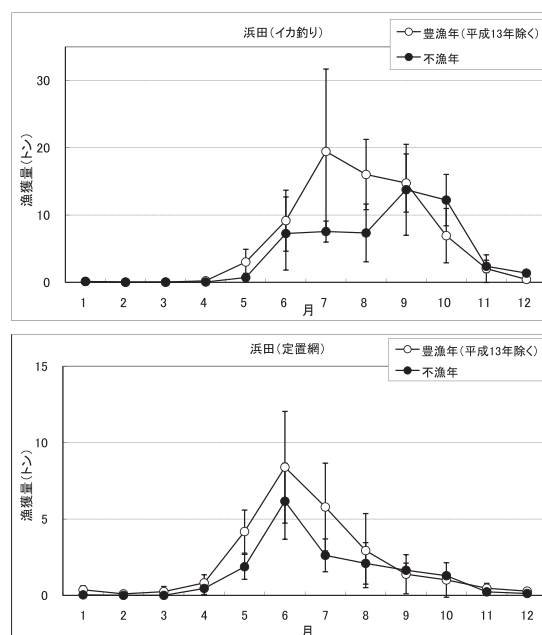 浜田(イカ釣り)
豊漁年(平成13年除く)
不漁年
漁獲量(トン)
30
20
10
0
1 2 3 4 5 6 7 8 9 10 11 12
月
浜田(定置網)
豊漁年(平成13年除く)
不漁年
漁獲量(トン)
15
10
5
0
1 2 3 4 5 6 7 8 9 10 11 12
月